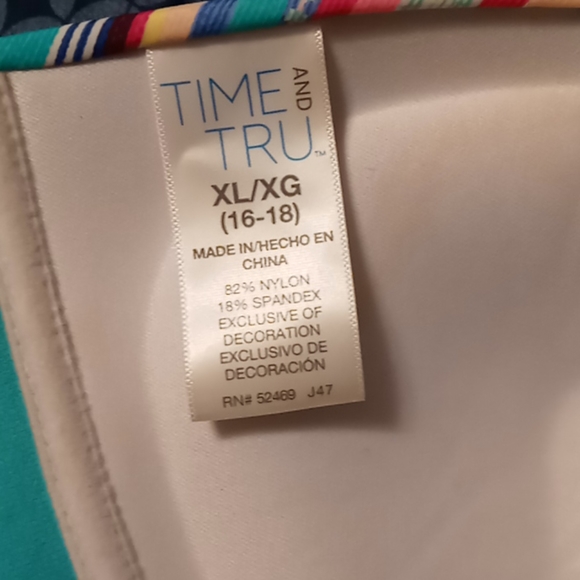 TIME AND
TRU™
XL/XG
(16-18)
MADE IN/HECHO EN
CHINA
82% NYLON
18% SPANDEX
EXCLUSIVE OF
DECORATION
EXCLUSIVO DE
DECORACIÓN
RN# 52469 J47